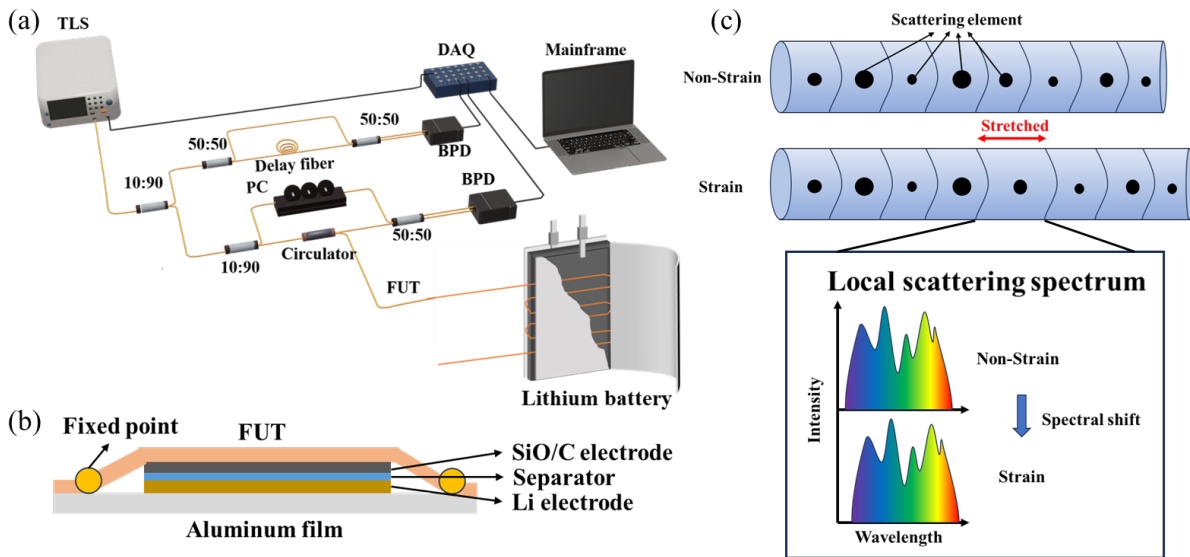 (a)
TLS
DAQ
Mainframe
50:50
50:50
BPD
Delay fiber
10:90
PC
BPD
50:50
Circulator
10:90
FUT
Lithium battery
(b)
Fixed point
FUT
SiO/C electrode
Separator
Li electrode
Aluminum film
(c)
Scattering element
Non-Strain
Stretched
Strain
Local scattering spectrum
Non-Strain
Spectral shift
Strain
Intensity
Wavelength